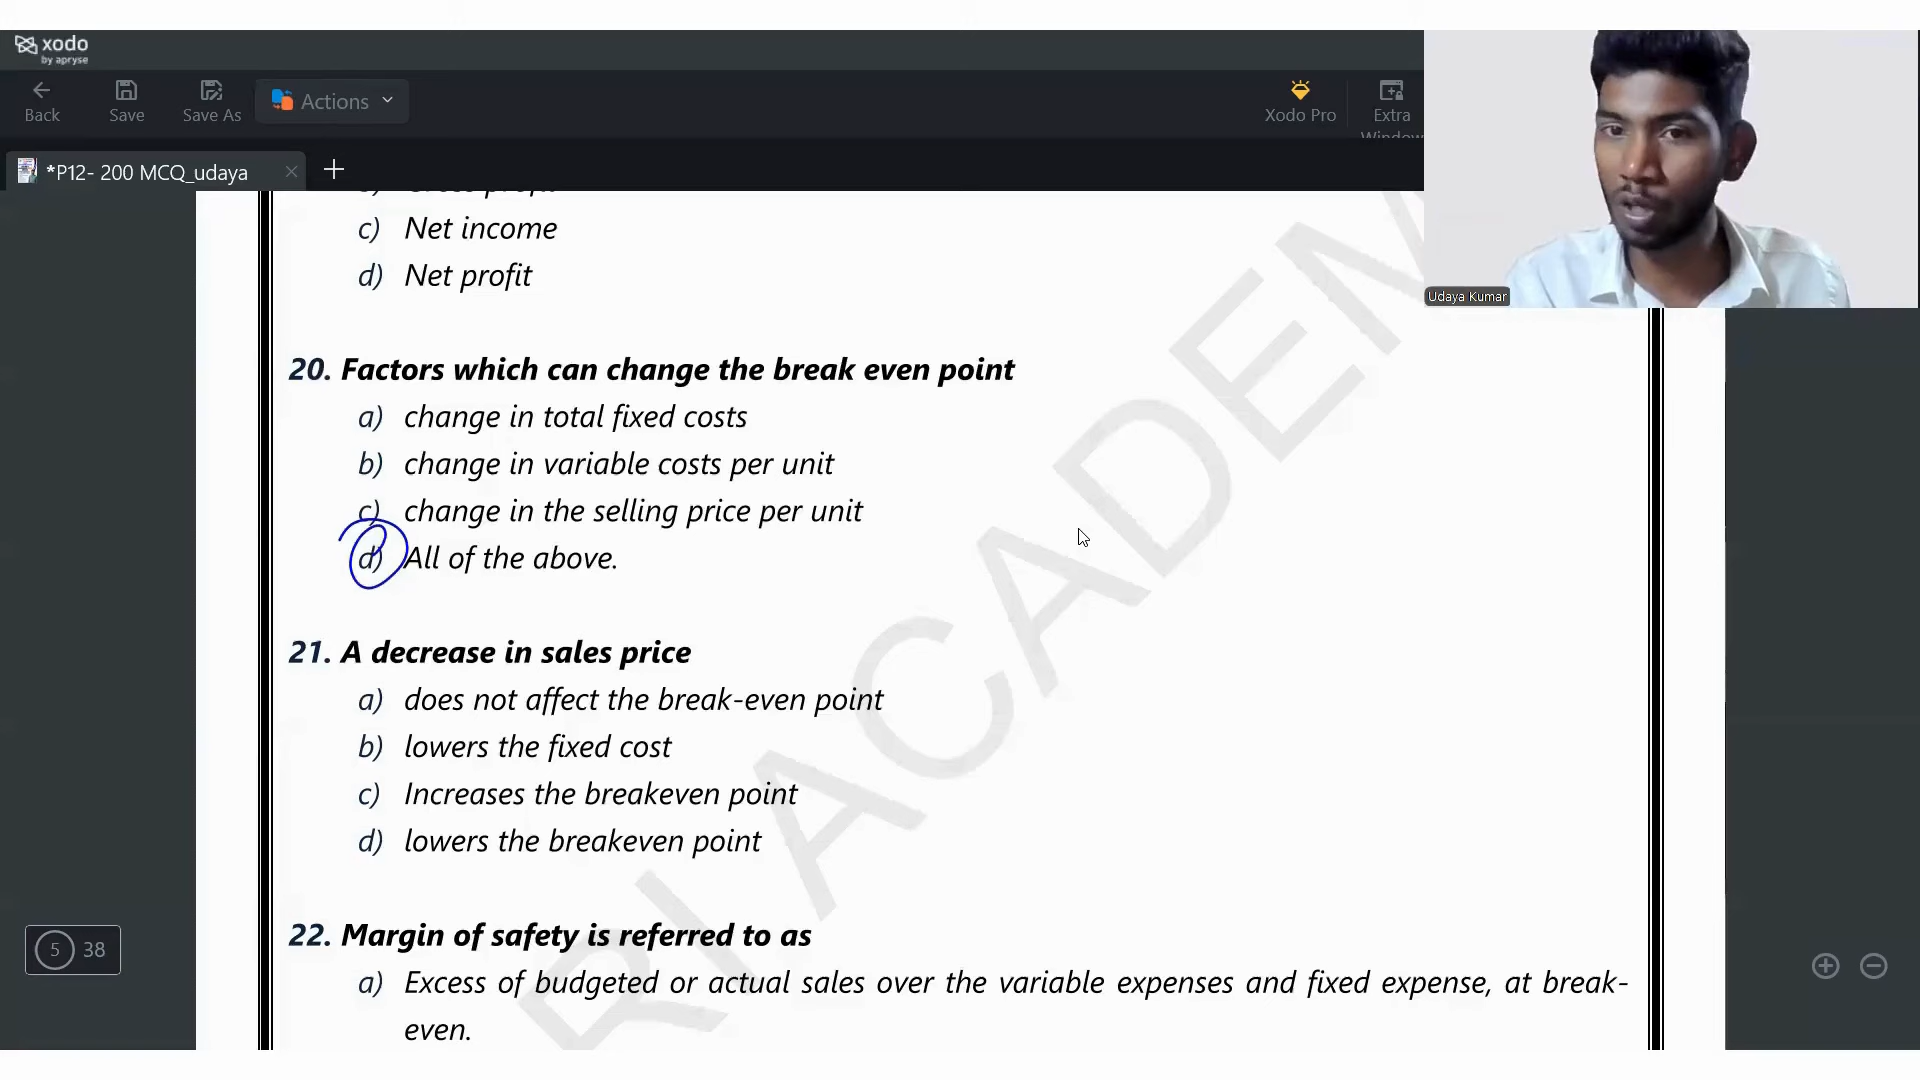 xodo
by apryse
Back
Save
Save As
Actions
Xodo Pro
Extra
Window
*P12- 200 MCQ_udaya
Udaya Kumar
c) Net income
d) Net profit
20. Factors which can change the break even point
a) change in total fixed costs
b) change in variable costs per unit
c) change in the selling price per unit
d) All of the above.
21. A decrease in sales price
a) does not affect the break-even point
b) lowers the fixed cost
c) Increases the breakeven point
d) lowers the breakeven point
22. Margin of safety is referred to as
a) Excess of budgeted or actual sales over the variable expenses and fixed expense, at break-
even.
5 38
RI ACADEM